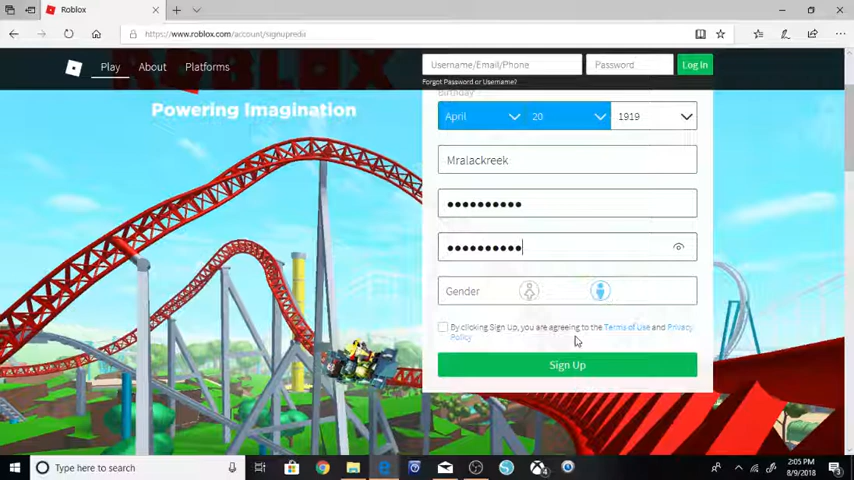 Roblox
https://www.roblox.com/account/signupredir
Play About Platforms
Username/Email/Phone Password Log In
Forgot Password or Username?
Birthday
Powering Imagination
April 20 1919
Mralackreek
●●●●●●●●●●
●●●●●●●●●●
Gender
By clicking Sign Up, you are agreeing to the Terms of Use and Privacy
Policy
Sign Up
Type here to search
2:05 PM
8/9/2018